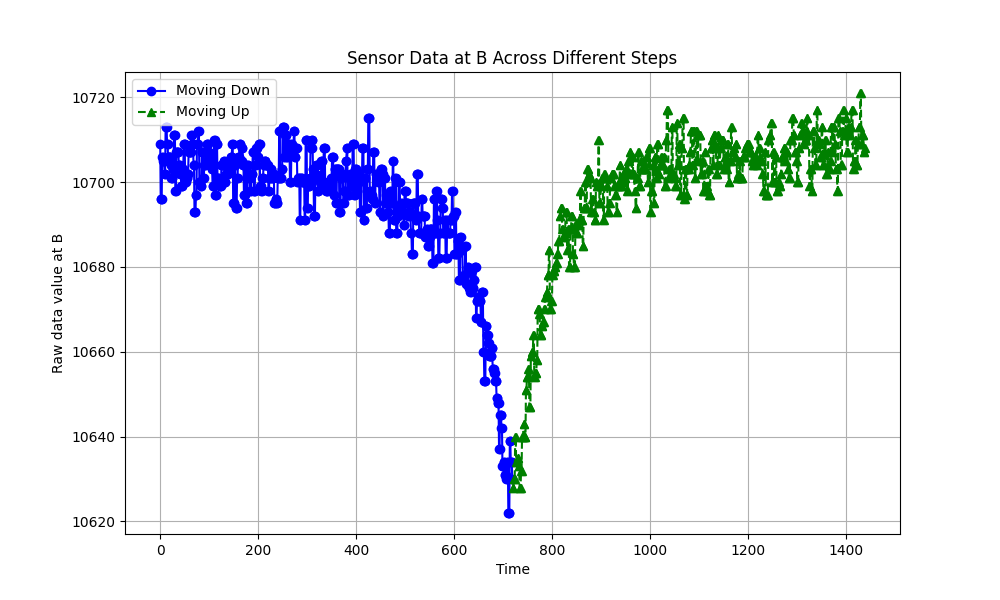 Sensor Data at B Across Different Steps
Moving Down
Moving Up
Raw data value at B
10720
10700
10680
10660
10640
10620
0 200 400 600 800 1000 1200 1400
Time